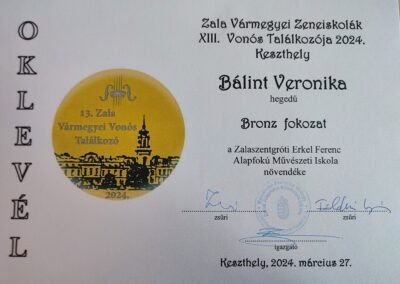 OKLEVÉL
13. Zala
Vármegyei Vonós
Találkozó
2024.
Zala Vármegyei Zeneiskolák
XIII. Vonós Találkozója 2024.
Keszthely
Bálint Veronika
hegedű
Bronz fokozat
a Zalaszentgróti Erkel Ferenc
Alapfokú Művészeti Iskola
növendéke
zsűri
zsűri
igazgató
Keszthely, 2024. március 27.